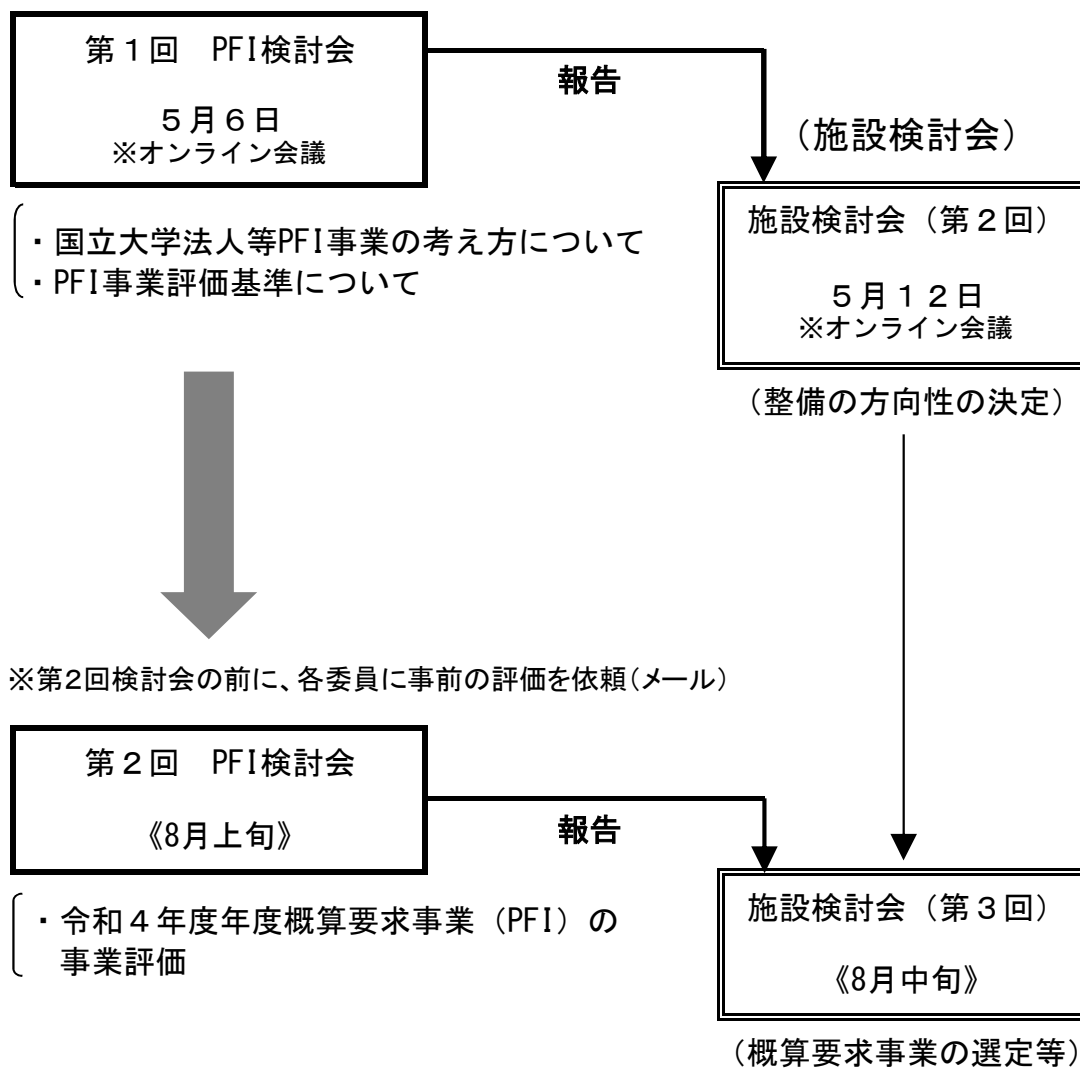 第１回　PFI検討会
５月６日
※オンライン会議
報告
（施設検討会）
施設検討会（第２回）
５月１２日
※オンライン会議
・国立大学法人等PFI事業の考え方について
・PFI事業評価基準について
（整備の方向性の決定）
※第2回検討会の前に、各委員に事前の評価を依頼（メール）
第２回　PFI検討会
《8月上旬》
報告
施設検討会（第３回）
《8月中旬》
・令和４年度年度概算要求事業（PFI）の
事業評価
（概算要求事業の選定等）